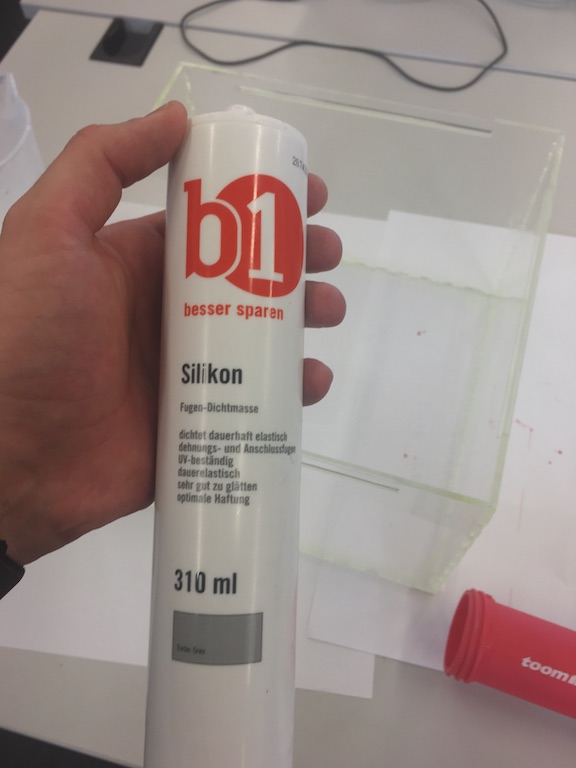 b1
besser sparen
Silikon
Fugen-Dichtmasse
dichtet dauerhaft elastisch
dehnungs- und Anschlussfugen
UV-beständig
dauerelastisch
sehr gut zu glätten
optimale Haftung
310 ml
toom